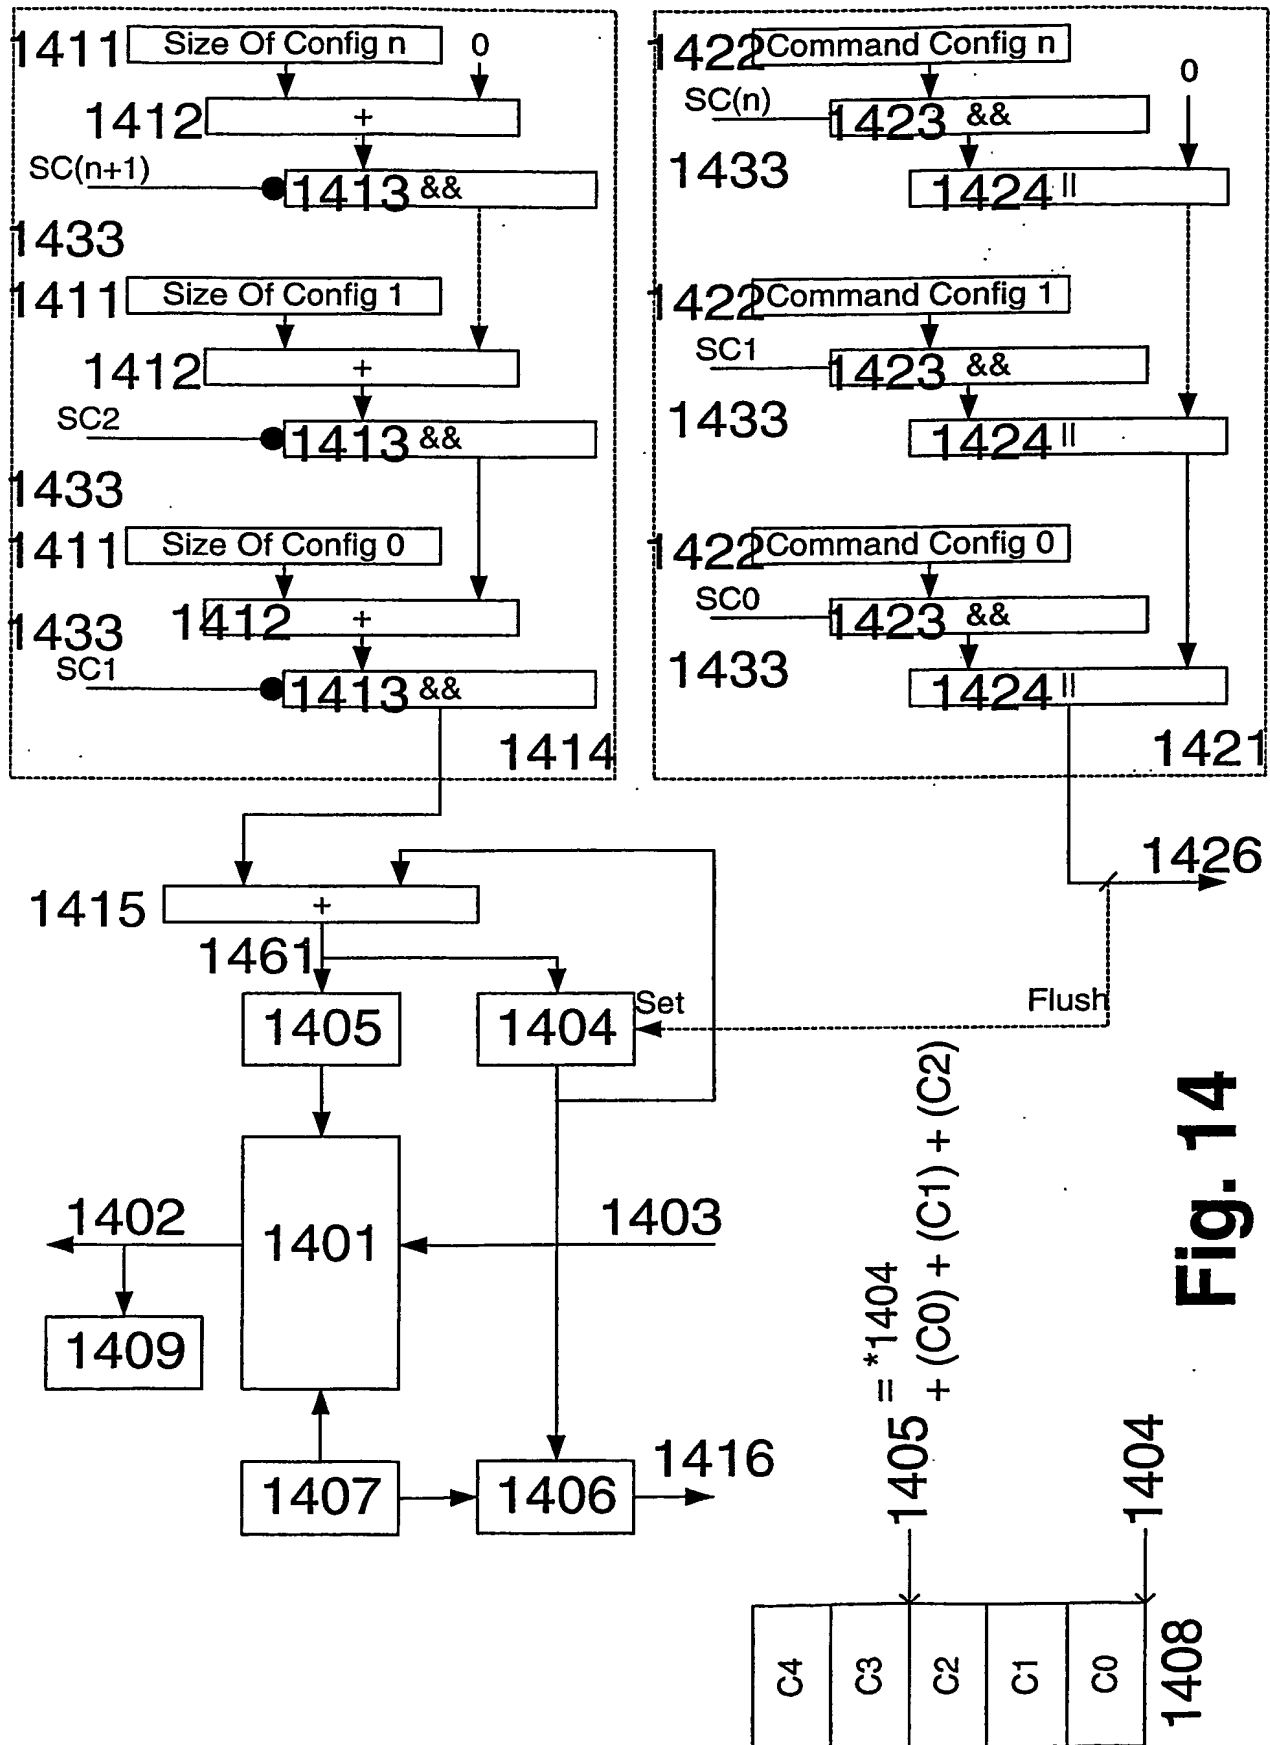 1411 Size Of Config n 0
1412 +
SC(n+1) 1413 &&
1433
1411 Size Of Config 1
1412 +
SC2 1413 &&
1433
1411 Size Of Config 0
1412 +
1433
SC1 1413 &&
1414
1422 Command Config n 0
SC(n) 1423 &&
1433
1424 ||
1422 Command Config 1
SC1 1423 &&
1433
1424 ||
1422 Command Config 0
SC0 1423 &&
1433
1424 ||
1421
1426
1415 +
1461
1405
1404
Set
Flush
1402
1401
1403
1409
1407
1406
1416
1405 = *1404
+ (C0) + (C1) + (C2)
1404
C4
C3
C2
C1
C0
1408
Fig. 14